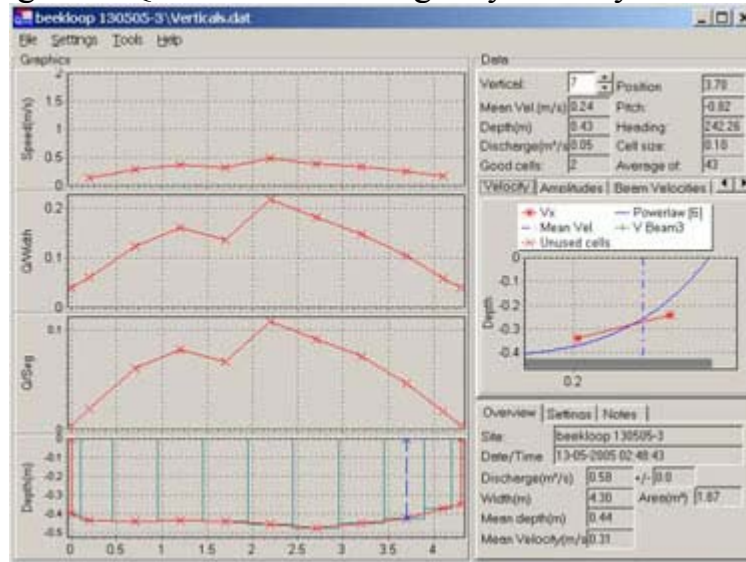 beekloop 130505-3\Verticals.dat
File Settings Tools Help
Graphics
Speed(m/s)
2
1.5
1
0.5
0
Q/Width
0.2
0.1
0
Q/Seg
0.1
0
Depth(m)
0
-0.1
-0.2
-0.3
-0.4
-0.5
0 0.5 1 1.5 2 2.5 3 3.5 4
Data
Vertical: 7 Position 3.70
Mean Vel.(m/s) 0.24 Pitch: -0.82
Depth(m) 0.43 Heading: 242.26
Discharge(m³/s) 0.05 Cell size: 0.10
Good cells: 2 Average of: 43
Velocity Amplitudes Beam Velocities
Vx Powerlaw [6]
Mean Vel V Beam3
Unused cells
Depth
0
-0.1
-0.2
-0.3
-0.4
0.2
Overview Settings Notes
Site: beekloop 130505-3
Date/Time 13-05-2005 02:48:43
Discharge(m³/s) 0.58 +/- 0.0
Width(m) 4.30 Area(m²) 1.87
Mean depth(m) 0.44
Mean Velocity(m/s) 0.31